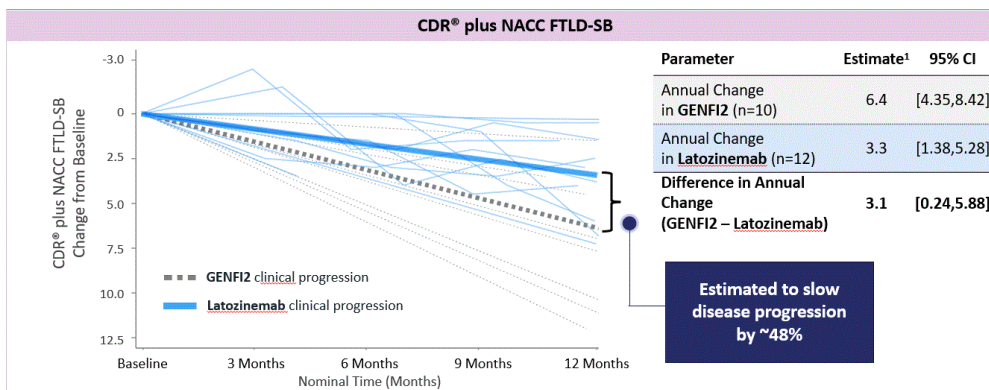 CDR® plus NACC FTLD-SB
CDR® plus NACC FTLD-SB
Change from Baseline
-3.0
0
2.5
5.0
7.5
10.0
12.5
GENFI2 clinical progression
Latozinemab clinical progression
Baseline
3 Months
6 Months
9 Months
12 Months
Nominal Time (Months)
Parameter Estimate¹ 95% CI
Annual Change
in GENFI2 (n=10) 6.4 [4.35,8.42]
Annual Change
in Latozinemab (n=12) 3.3 [1.38,5.28]
Difference in Annual
Change 3.1 [0.24,5.88]
(GENFI2 – Latozinemab)
Estimated to slow
disease progression
by ~48%